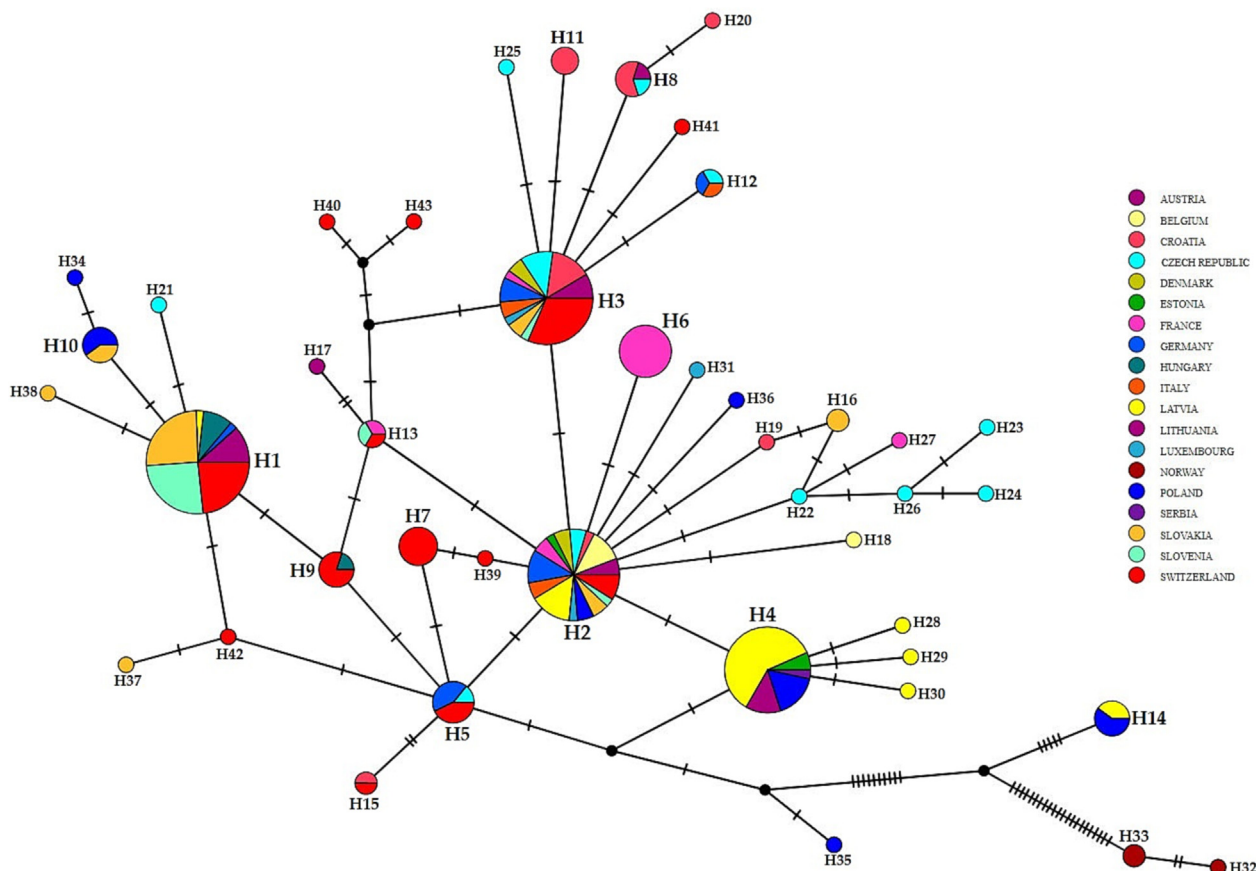 H20
H11
H25
H8
H41
H12
H40
H43
H34
H21
H3
H10
H6
H17
H31
H38
H36
H16
H13
H19
H27
H23
H1
H7
H22
H26
H24
H18
H9
H39
H2
H4
H28
H42
H29
H37
H30
H5
H14
H15
H35
H33
H32
AUSTRIA
BELGIUM
CROATIA
CZECH REPUBLIC
DENMARK
ESTONIA
FRANCE
GERMANY
HUNGARY
ITALY
LATVIA
LITHUANIA
LUXEMBOURG
NORWAY
POLAND
SERBIA
SLOVAKIA
SLOVENIA
SWITZERLAND